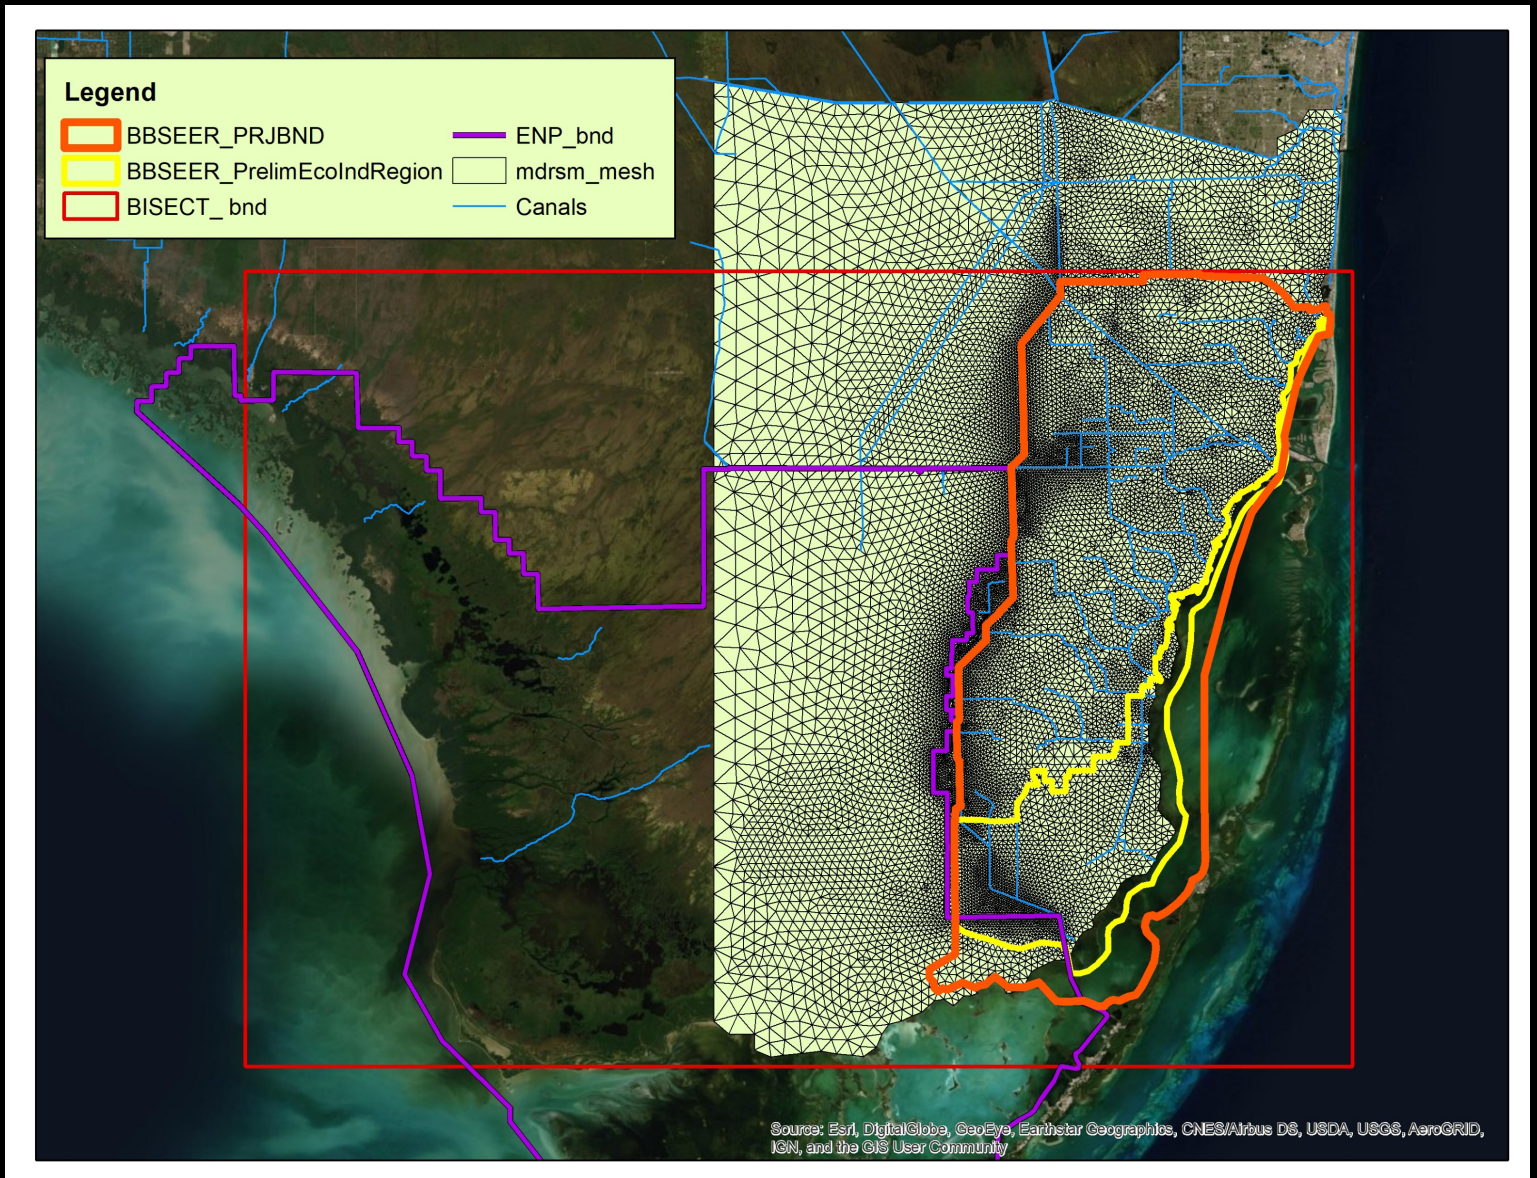 Legend
BBSEER_PRJBND
BBSEER_PrelimEcoIndRegion
BISECT_ bnd
ENP_bnd
mdrsm_mesh
Canals
Source: Esri, DigitalGlobe, GeoEye, Earthstar Geographics, CNES/Airbus DS, USDA, USGS, AeroGRID,
IGN, and the GIS User Community